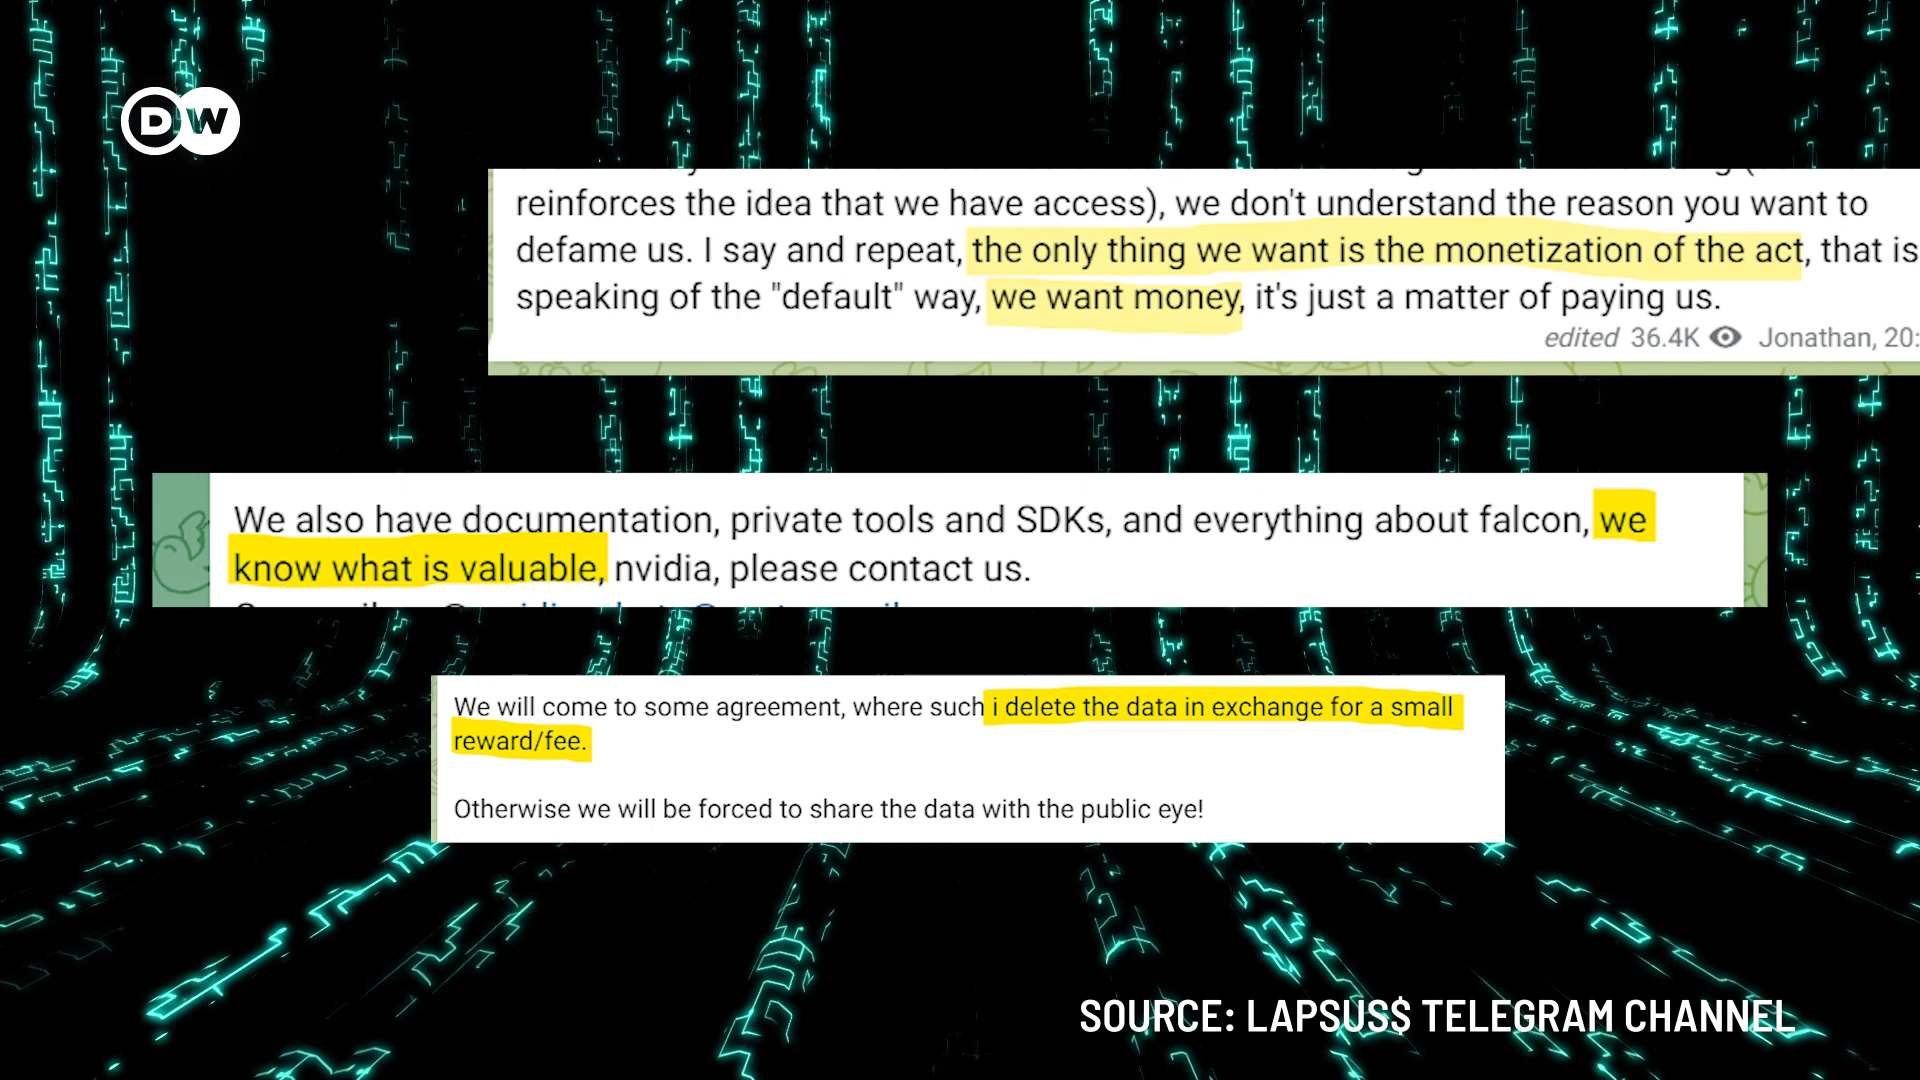 DW
reinforces the idea that we have access), we don't understand the reason you want to
defame us. I say and repeat, the only thing we want is the monetization of the act, that is
speaking of the "default" way, we want money, it's just a matter of paying us.
edited 36.4K Jonathan, 20:
We also have documentation, private tools and SDKs, and everything about falcon, we
know what is valuable, nvidia, please contact us.
We will come to some agreement, where such i delete the data in exchange for a small
reward/fee.
Otherwise we will be forced to share the data with the public eye!
SOURCE: LAPSUS$ TELEGRAM CHANNEL